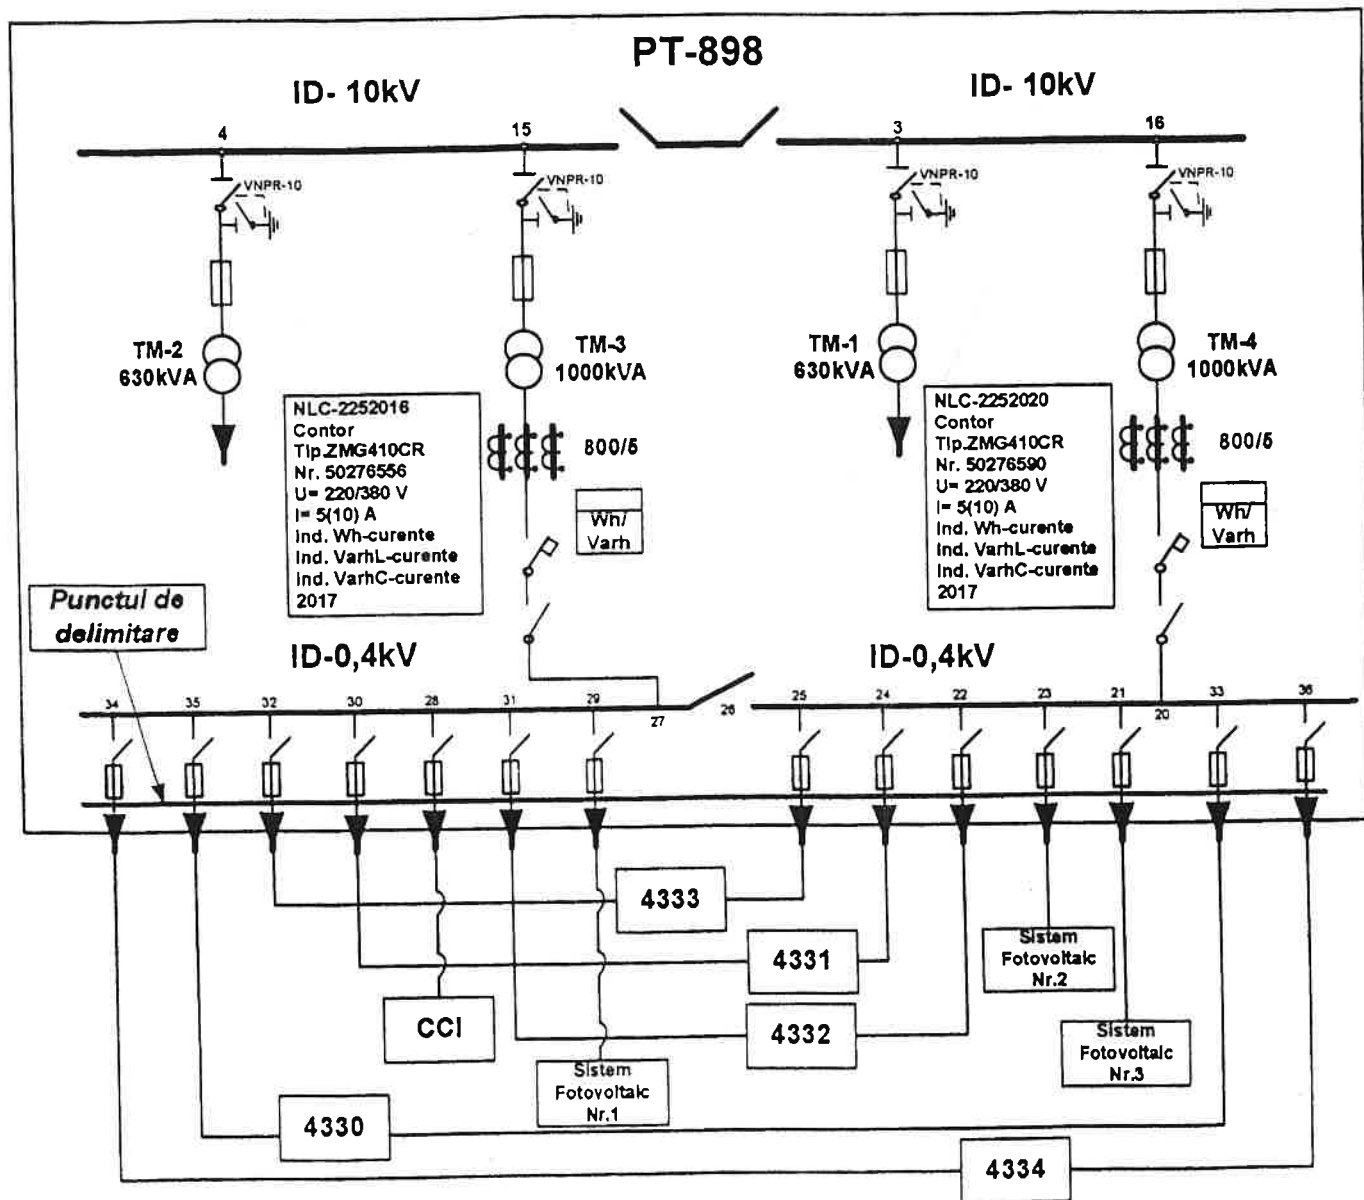 PT-898
ID- 10kV
ID- 10kV
4
15
3
16
VNPR-10
VNPR-10
VNPR-10
VNPR-10
TM-2
630kVA
TM-3
1000kVA
TM-1
630kVA
TM-4
1000kVA
NLC-2252016
Contor
Tip.ZMG410CR
Nr. 50276556
U= 220/380 V
I= 5(10) A
Ind. Wh-curente
Ind. VarhL-curente
Ind. VarhC-curente
2017
800/5
Wh/
Varh
NLC-2252020
Contor
Tip.ZMG410CR
Nr. 50276590
U= 220/380 V
I= 5(10) A
Ind. Wh-curente
Ind. VarhL-curente
Ind. VarhC-curente
2017
800/5
Wh/
Varh
Punctul de
delimitare
ID-0,4kV
ID-0,4kV
34
35
32
30
28
31
29
27
26
25
24
22
23
21
20
33
36
4333
4331
Sistem
Fotovoltaic
Nr.2
CCI
4332
Sistem
Fotovoltaic
Nr.3
Sistem
Fotovoltaic
Nr.1
4330
4334